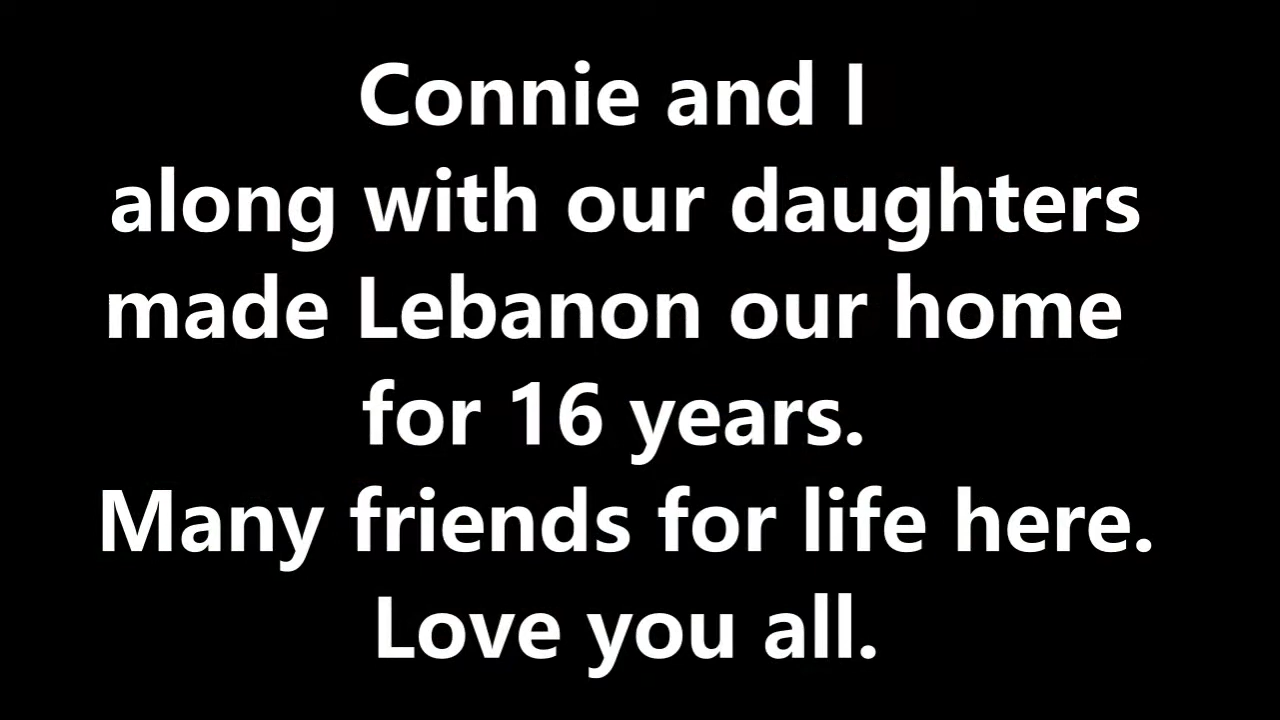 Connie and I
along with our daughters
made Lebanon our home
for 16 years.
Many friends for life here.
Love you all.